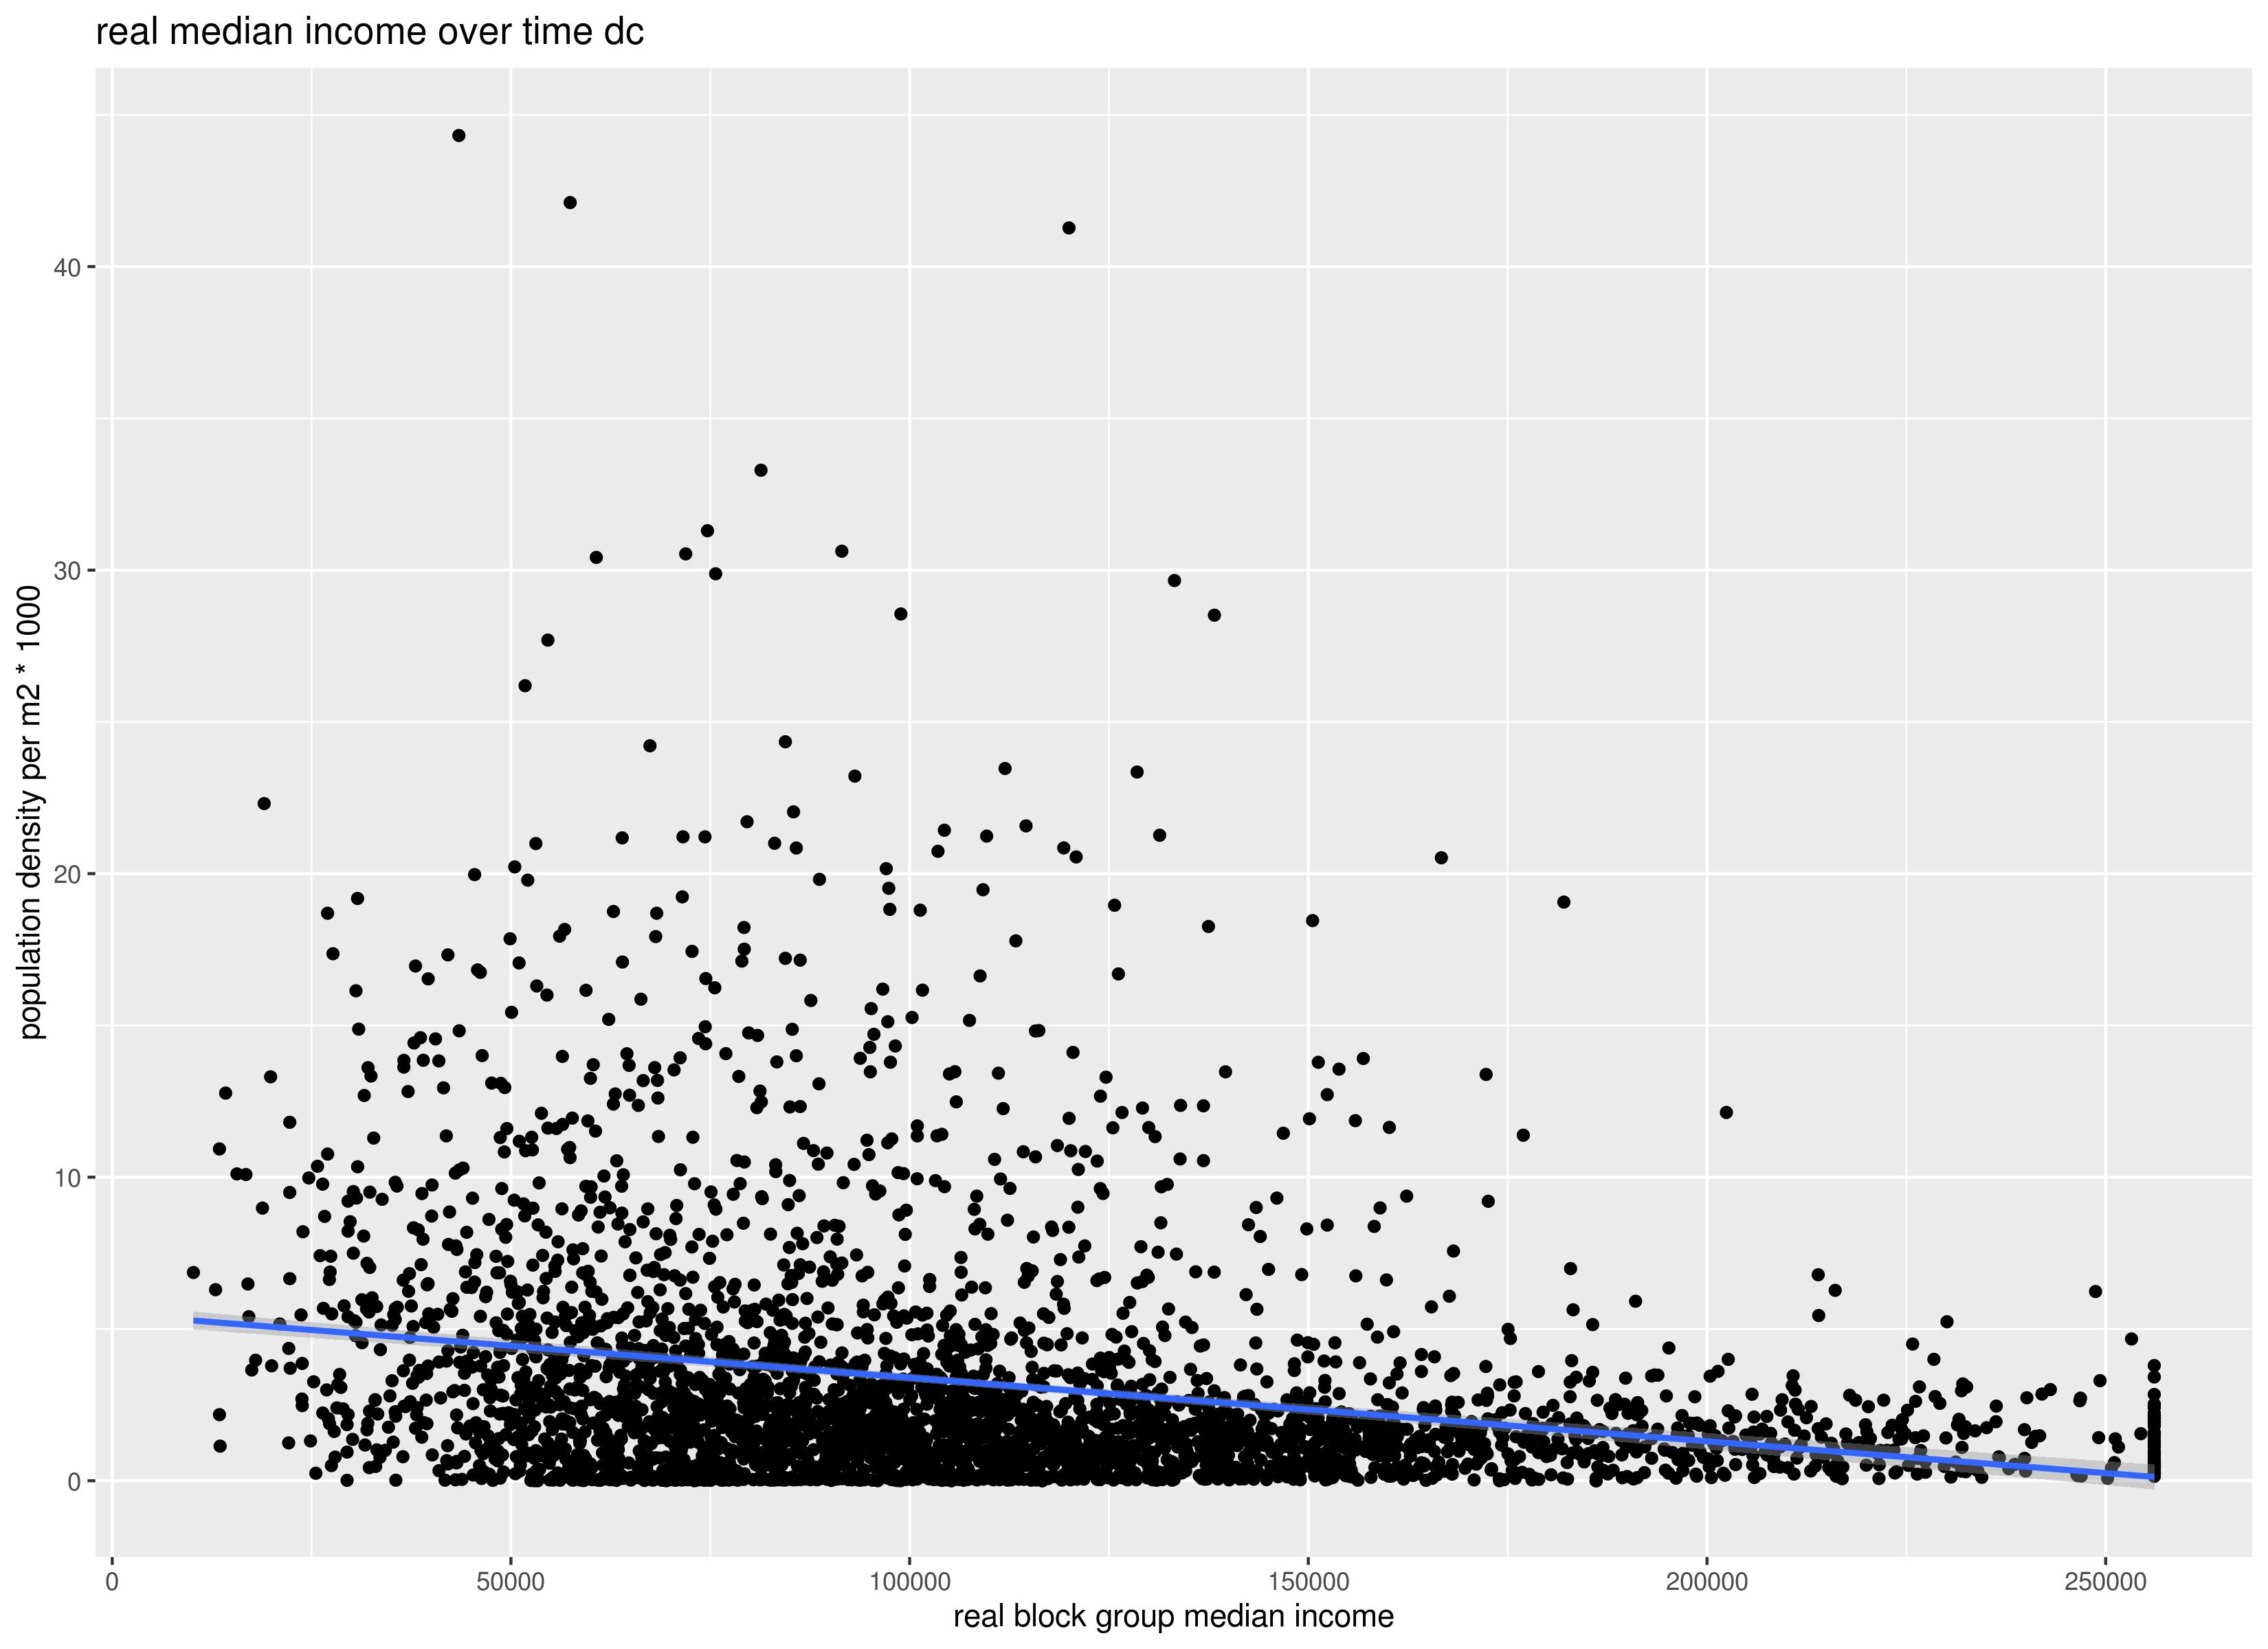 real median income over time dc
population density per m2 * 1000
40
30
20
10
0
0 50000 100000 150000 200000 250000
real block group median income